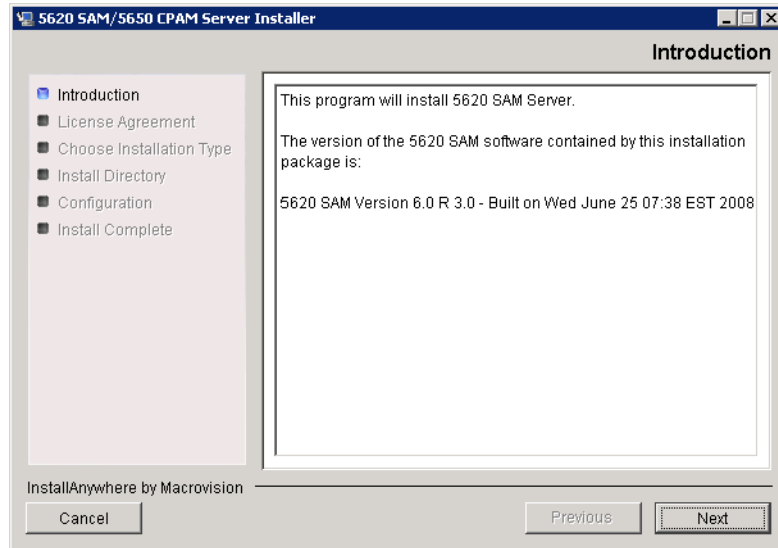 5620 SAM/5650 CPAM Server Installer
Introduction
Introduction
License Agreement
Choose Installation Type
Install Directory
Configuration
Install Complete
This program will install 5620 SAM Server.
The version of the 5620 SAM software contained by this installation
package is:
5620 SAM Version 6.0 R 3.0 - Built on Wed June 25 07:38 EST 2008
InstallAnywhere by Macrovision
Cancel
Previous
Next